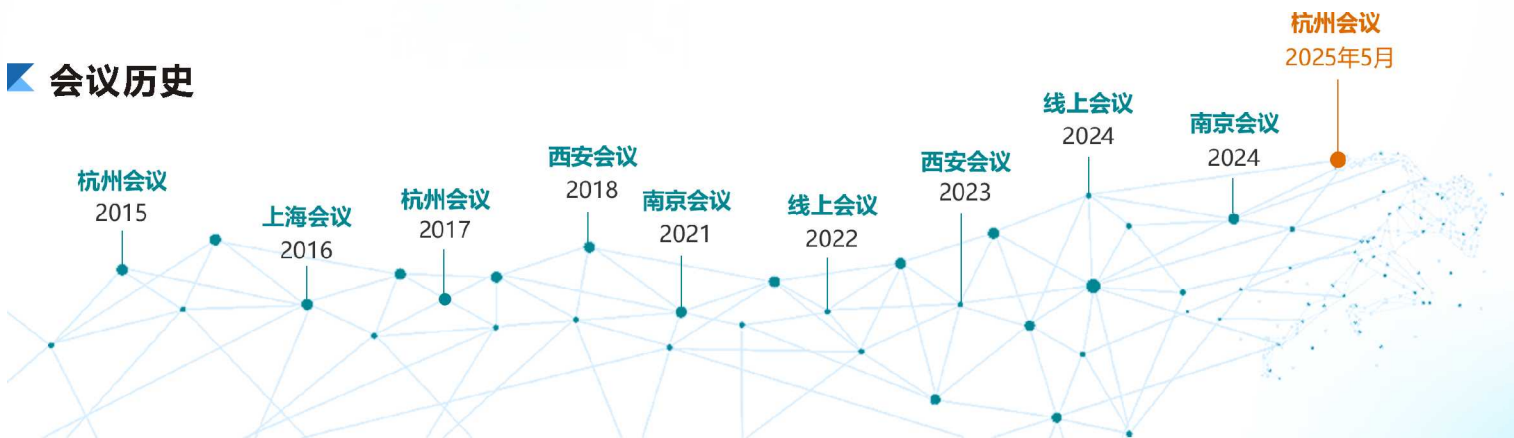 会议历史
杭州会议
2015
上海会议
2016
杭州会议
2017
西安会议
2018
南京会议
2021
线上会议
2022
西安会议
2023
线上会议
2024
南京会议
2024
杭州会议
2025年5月